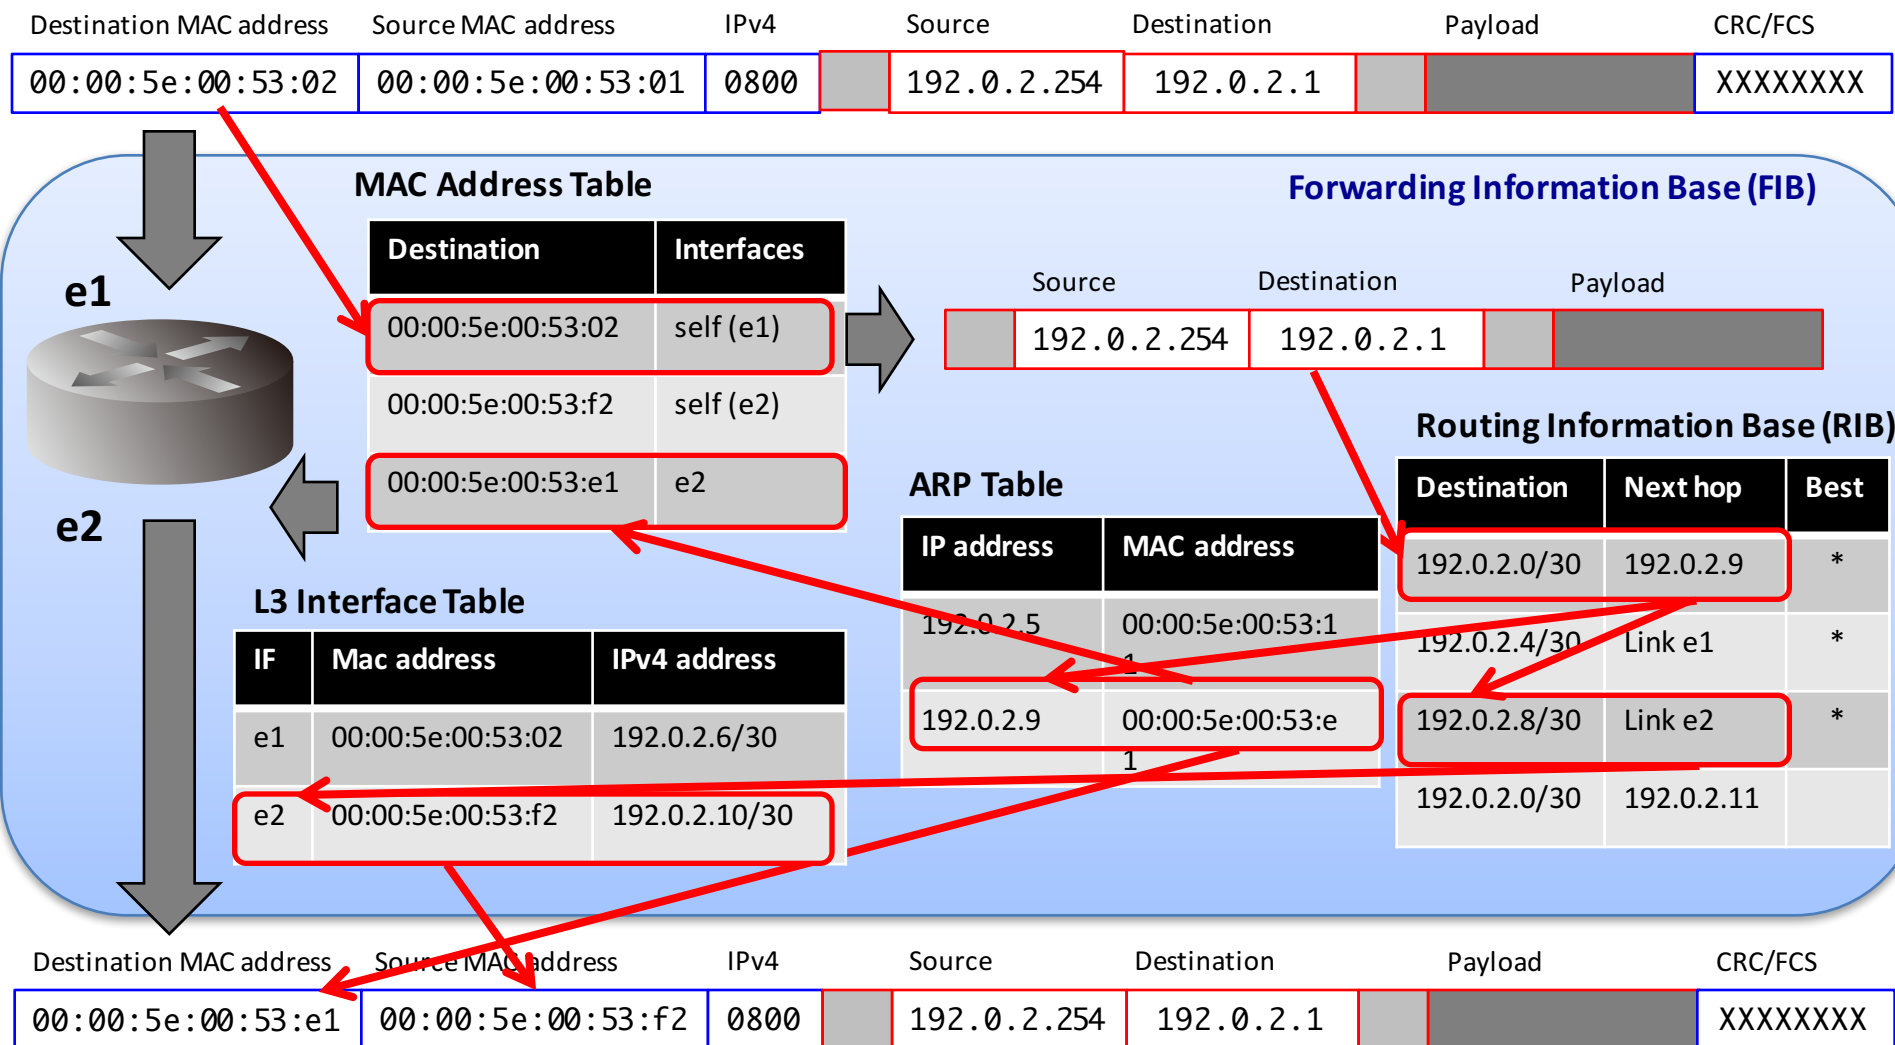 Destination MAC address Source MAC address IPv4 Source Destination Payload CRC/FCS
00:00:5e:00:53:02 00:00:5e:00:53:01 0800 192.0.2.254 192.0.2.1 XXXXXXXX
MAC Address Table
Destination Interfaces
00:00:5e:00:53:02 self (e1)
00:00:5e:00:53:f2 self (e2)
00:00:5e:00:53:e1 e2
Forwarding Information Base (FIB)
Source Destination Payload
192.0.2.254 192.0.2.1
e1
e2
Routing Information Base (RIB)
Destination Next hop Best
192.0.2.0/30 192.0.2.9 *
192.0.2.4/30 Link e1 *
192.0.2.8/30 Link e2 *
192.0.2.0/30 192.0.2.11
ARP Table
IP address MAC address
192.0.2.5 00:00:5e:00:53:1
1
192.0.2.9 00:00:5e:00:53:e
1
L3 Interface Table
IF Mac address IPv4 address
e1 00:00:5e:00:53:02 192.0.2.6/30
e2 00:00:5e:00:53:f2 192.0.2.10/30
Destination MAC address Source MAC address IPv4 Source Destination Payload CRC/FCS
00:00:5e:00:53:e1 00:00:5e:00:53:f2 0800 192.0.2.254 192.0.2.1 XXXXXXXX